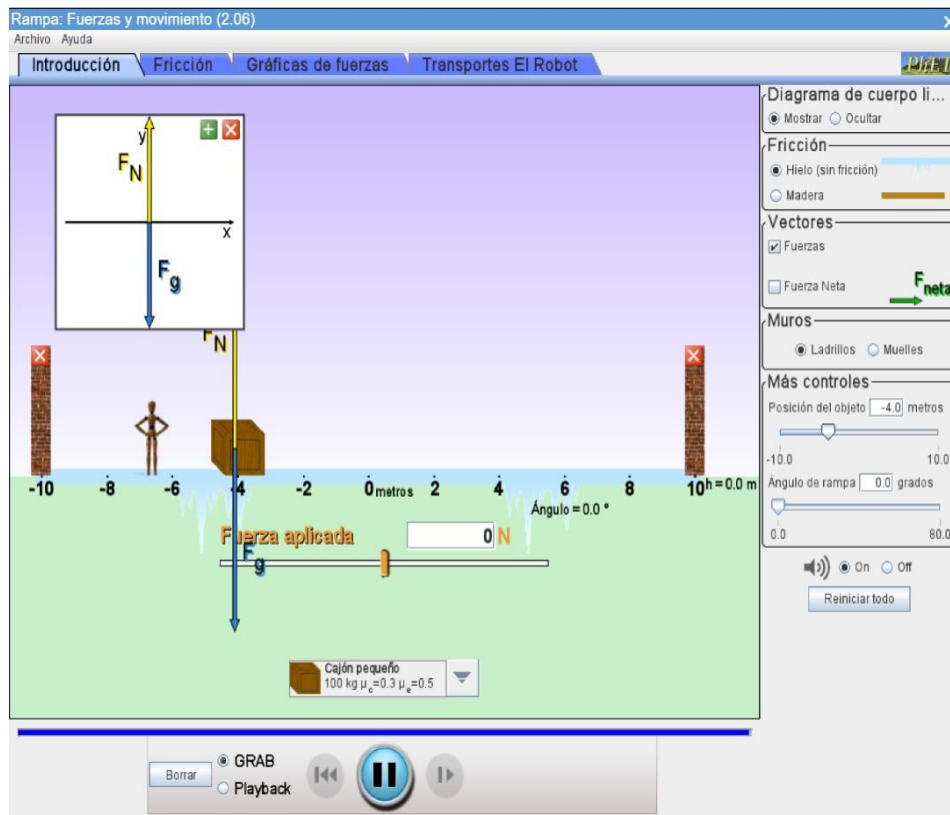 Rampa: Fuerzas y movimiento (2.06)
Archivo Ayuda
Introducción Fricción Gráficas de fuerzas Transportes El Robot
PhET
y
F N
x
F g
F N
-10 -8 -6 -4 -2 0 metros 2 4 6 8 10 h = 0.0 m
Ángulo = 0.0 °
Fuerza aplicada 0 N
F g
Cajón pequeño
100 kg μc=0.3 μe=0.5
Borrar
GRAB
Playback
Diagrama de cuerpo li...
Mostrar Ocultar
Fricción
Hielo (sin fricción)
Madera
Vectores
Fuerzas
Fuerza Neta F neta
Muros
Ladrillos Muelles
Más controles
Posición del objeto -4.0 metros
-10.0 10.0
Ángulo de rampa 0.0 grados
0.0 80.0
On Off
Reiniciar todo